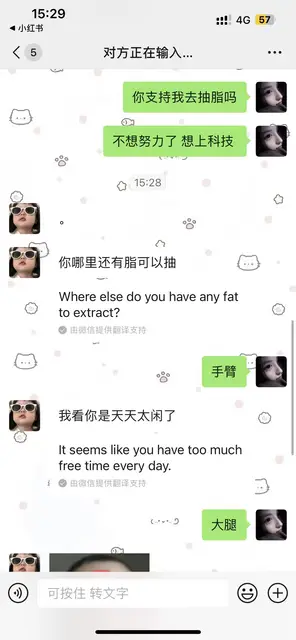 15:29
4G 57
小红书
5
对方正在输入...
你支持我去抽脂吗
不想努力了 想上科技
15:28
。
你哪里还有脂可以抽
Where else do you have any fat
to extract?
由微信提供翻译支持
手臂
我看你是天天太闲了
It seems like you have too much
free time every day.
由微信提供翻译支持
大腿
可按住 转文字